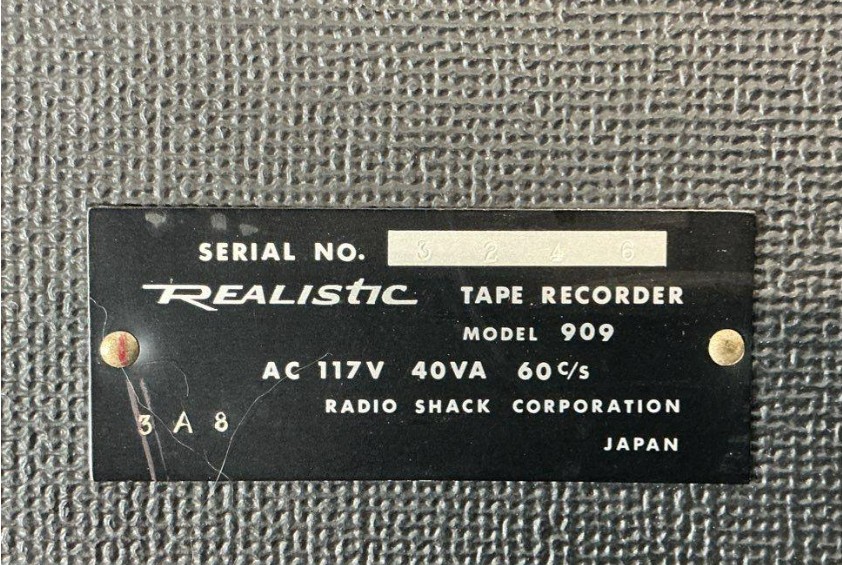 SERIAL NO. 3 2 4 6
REALISTIC TAPE RECORDER
MODEL 909
AC 117V 40VA 60 C/S
RADIO SHACK CORPORATION
3 A 8
JAPAN